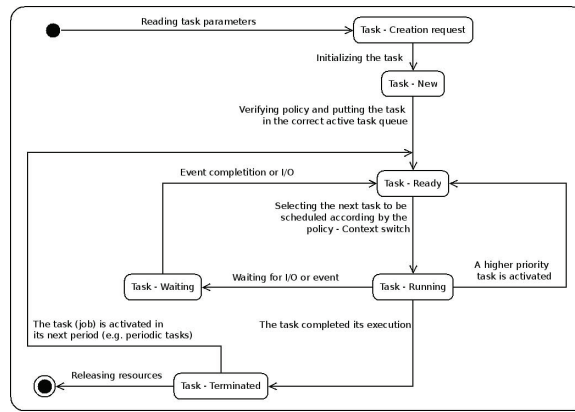 Reading task parameters
Task - Creation request
Initializing the task
Task - New
Verifying policy and putting the task
in the correct active task queue
Event completition or I/O
Task - Ready
Selecting the next task to be
scheduled according by the
policy - Context switch
A higher priority
task is activated
Waiting for I/O or event
Task - Waiting
Task - Running
The task (job) is activated in
its next period (e.g. periodic tasks)
The task completed its execution
Releasing resources
Task - Terminated